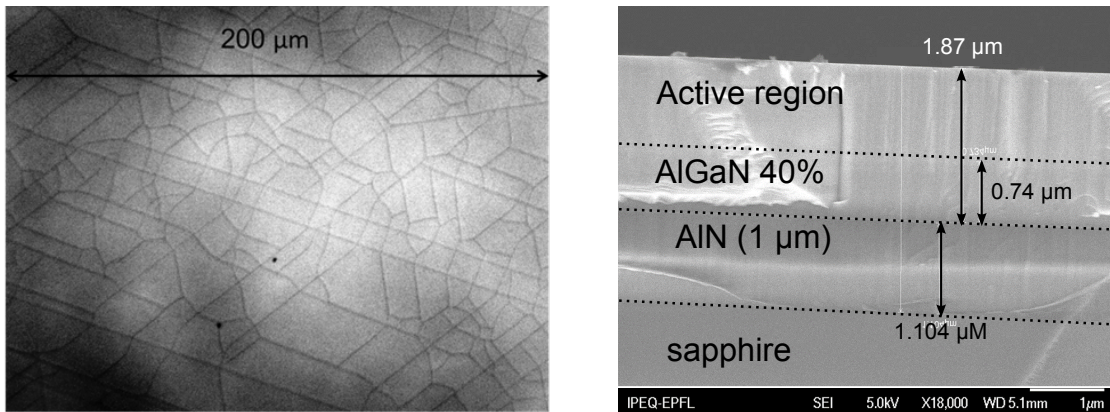 200 µm
1.87 µm
Active region
AlGaN 40%
0.74 µm
AlN (1 µm)
1.104 µM
sapphire
IPEQ-EPFL SEI 5.0kV X18,000 WD 5.1mm 1µm